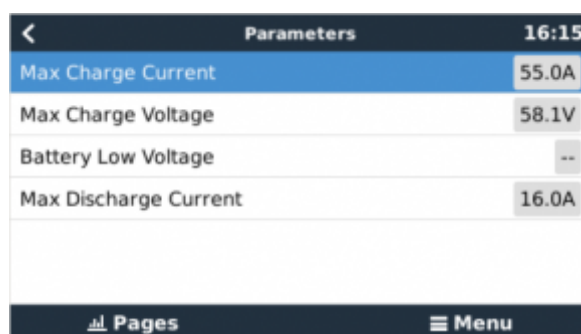 Parameters 16:15
Max Charge Current 55.0A
Max Charge Voltage 58.1V
Battery Low Voltage --
Max Discharge Current 16.0A
Pages Menu